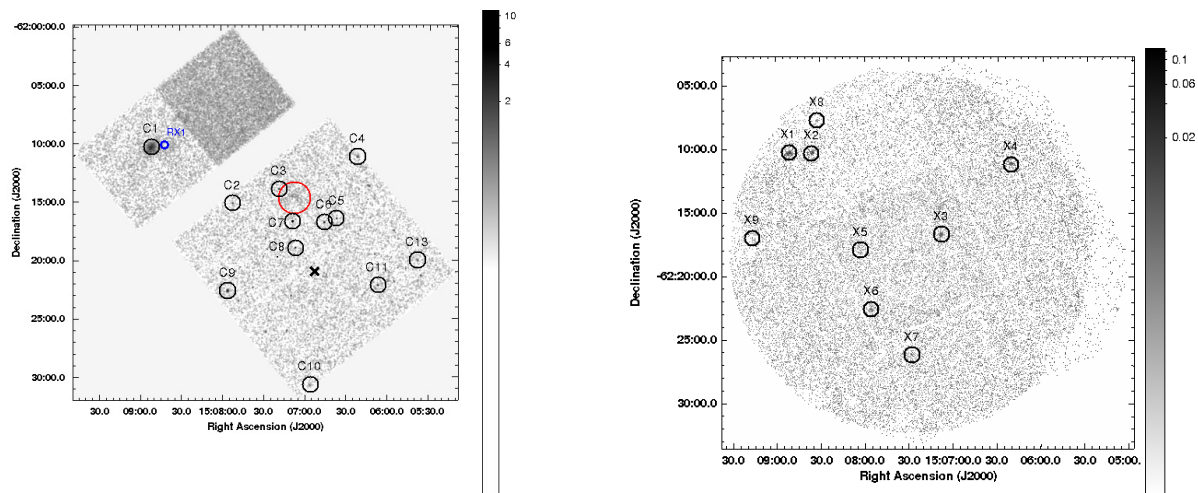 -62:00:00.0
05:00.0
10:00.0
15:00.0
20:00.0
25:00.0
30:00.0
Declination (J2000)
C1
RX1
C4
C3
C2
C6
C5
C7
C8
C13
C11
C9
C10
30.0
09:00.0
30.0
15:08:00.0
30.0
07:00.0
30.0
06:00.0
05:30.0
Right Ascension (J2000)
10
6
4
2
05:00.0
10:00.0
15:00.0
-62:20:00.0
25:00.0
30:00.0
Declination (J2000)
X8
X1
X2
X4
X9
X5
X3
X6
X7
30.0
09:00.0
30.0
08:00.0
30.0
15:07:00.0
30.0
06:00.0
30.0
05:00.
Right Ascension (J2000)
0.1
0.06
0.02